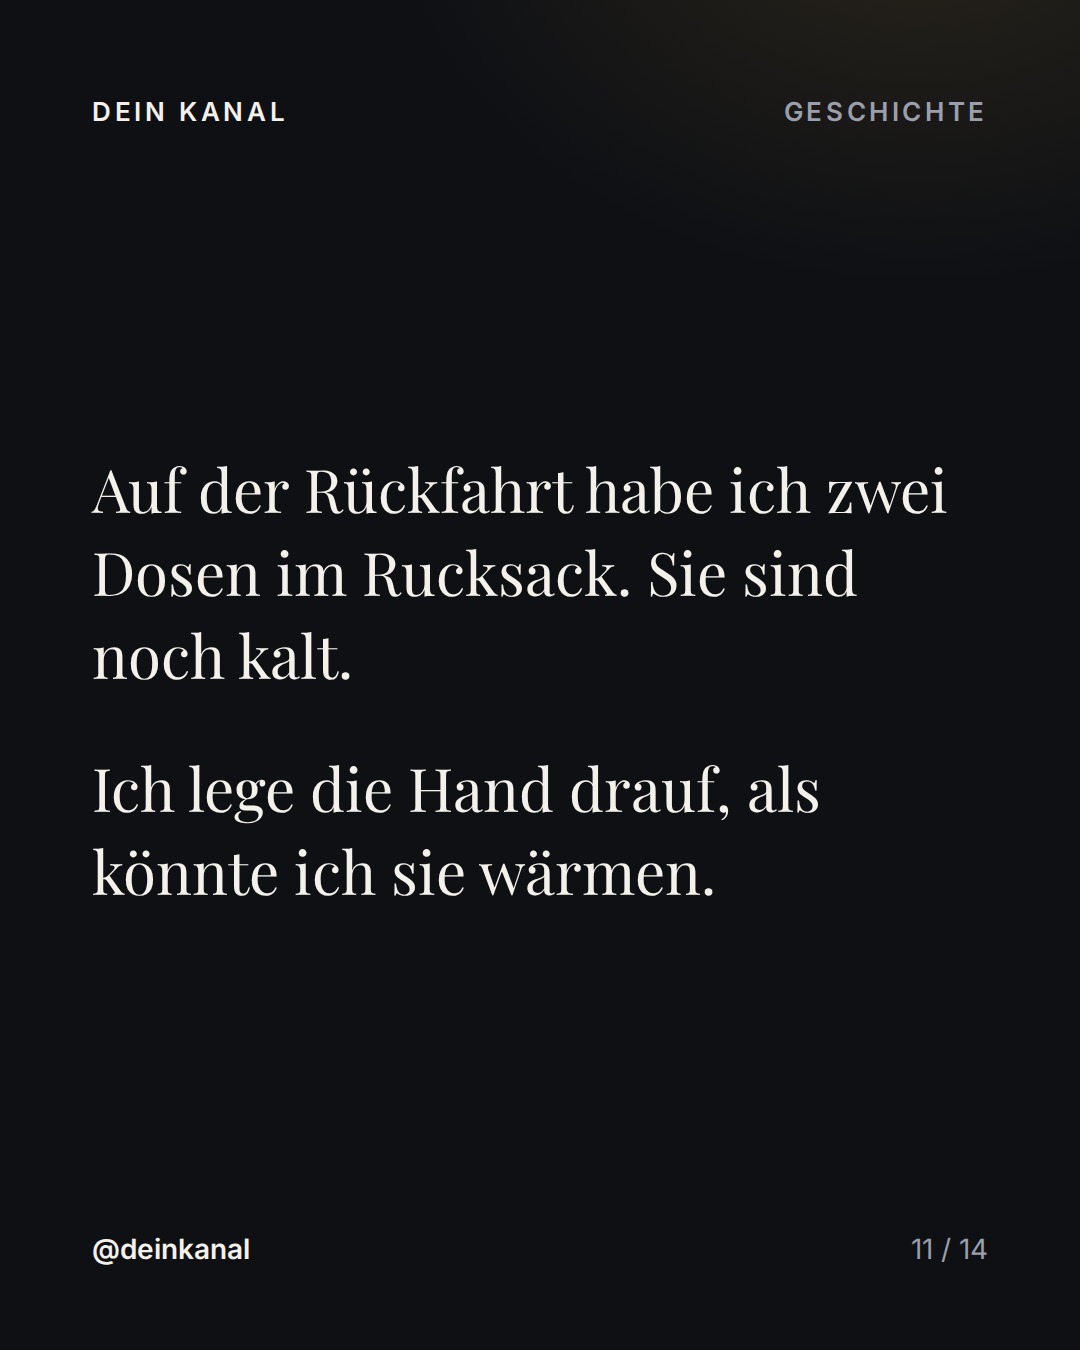 DEIN KANAL
GESCHICHTE
Auf der Rückfahrt habe ich zwei
Dosen im Rucksack. Sie sind
noch kalt.
Ich lege die Hand drauf, als
könnte ich sie wärmen.
@deinkanal
11 / 14